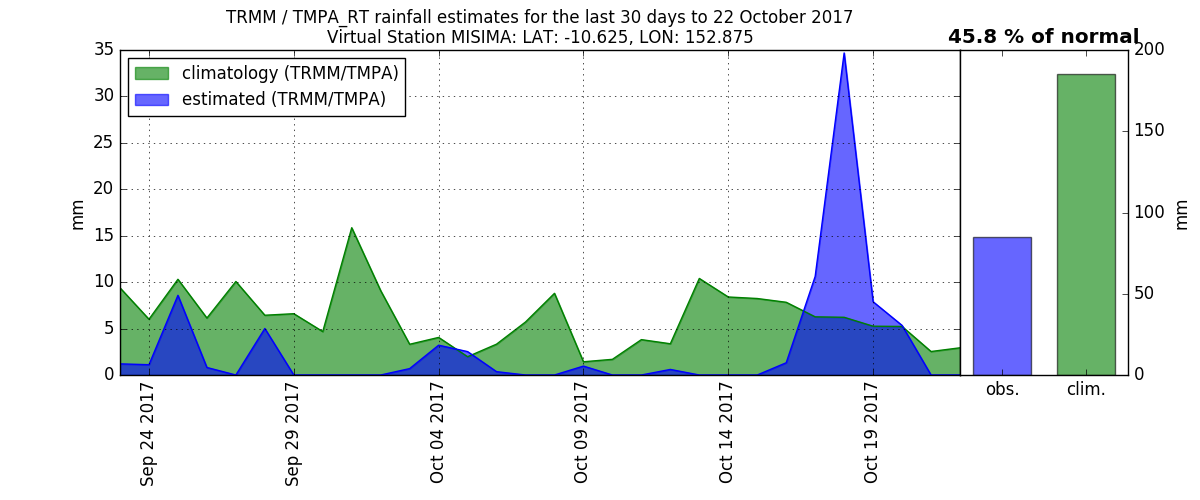 TRMM / TMPA_RT rainfall estimates for the last 30 days to 22 October 2017
Virtual Station MISIMA: LAT: -10.625, LON: 152.875
45.8 % of normal
climatology (TRMM/TMPA)
estimated (TRMM/TMPA)
mm
35
30
25
20
15
10
5
0
Sep 24 2017
Sep 29 2017
Oct 04 2017
Oct 09 2017
Oct 14 2017
Oct 19 2017
obs.
clim.
200
150
100
50
0
mm